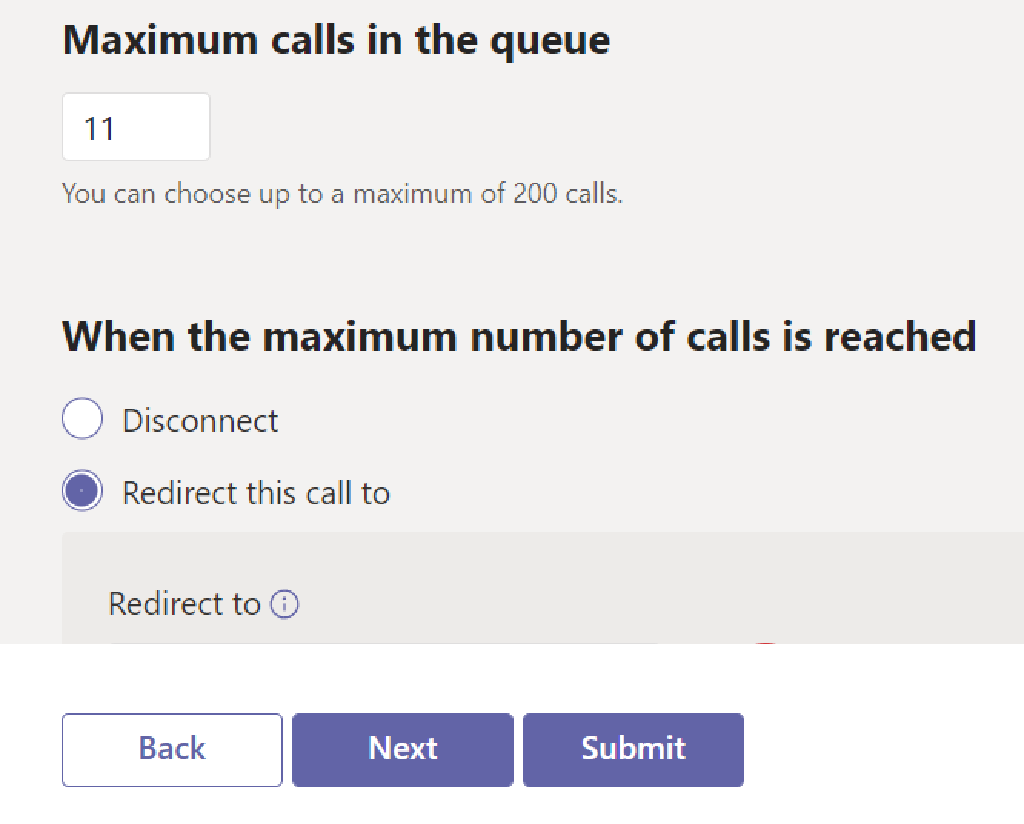 Maximum calls in the queue
11
You can choose up to a maximum of 200 calls.
When the maximum number of calls is reached
Disconnect
Redirect this call to
Redirect to
Back Next Submit